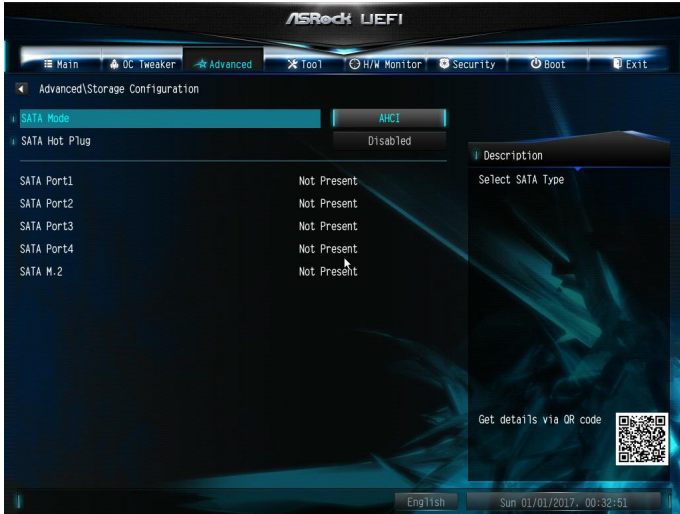 ASRock UEFI
Main OC Tweaker Advanced Tool H/W Monitor Security Boot Exit
Advanced\Storage Configuration
SATA Mode AHCI
SATA Hot Plug Disabled
Description
Select SATA Type
SATA Port1 Not Present
SATA Port2 Not Present
SATA Port3 Not Present
SATA Port4 Not Present
SATA M.2 Not Present
Get details via QR code
English Sun 01/01/2017. 00:32:51